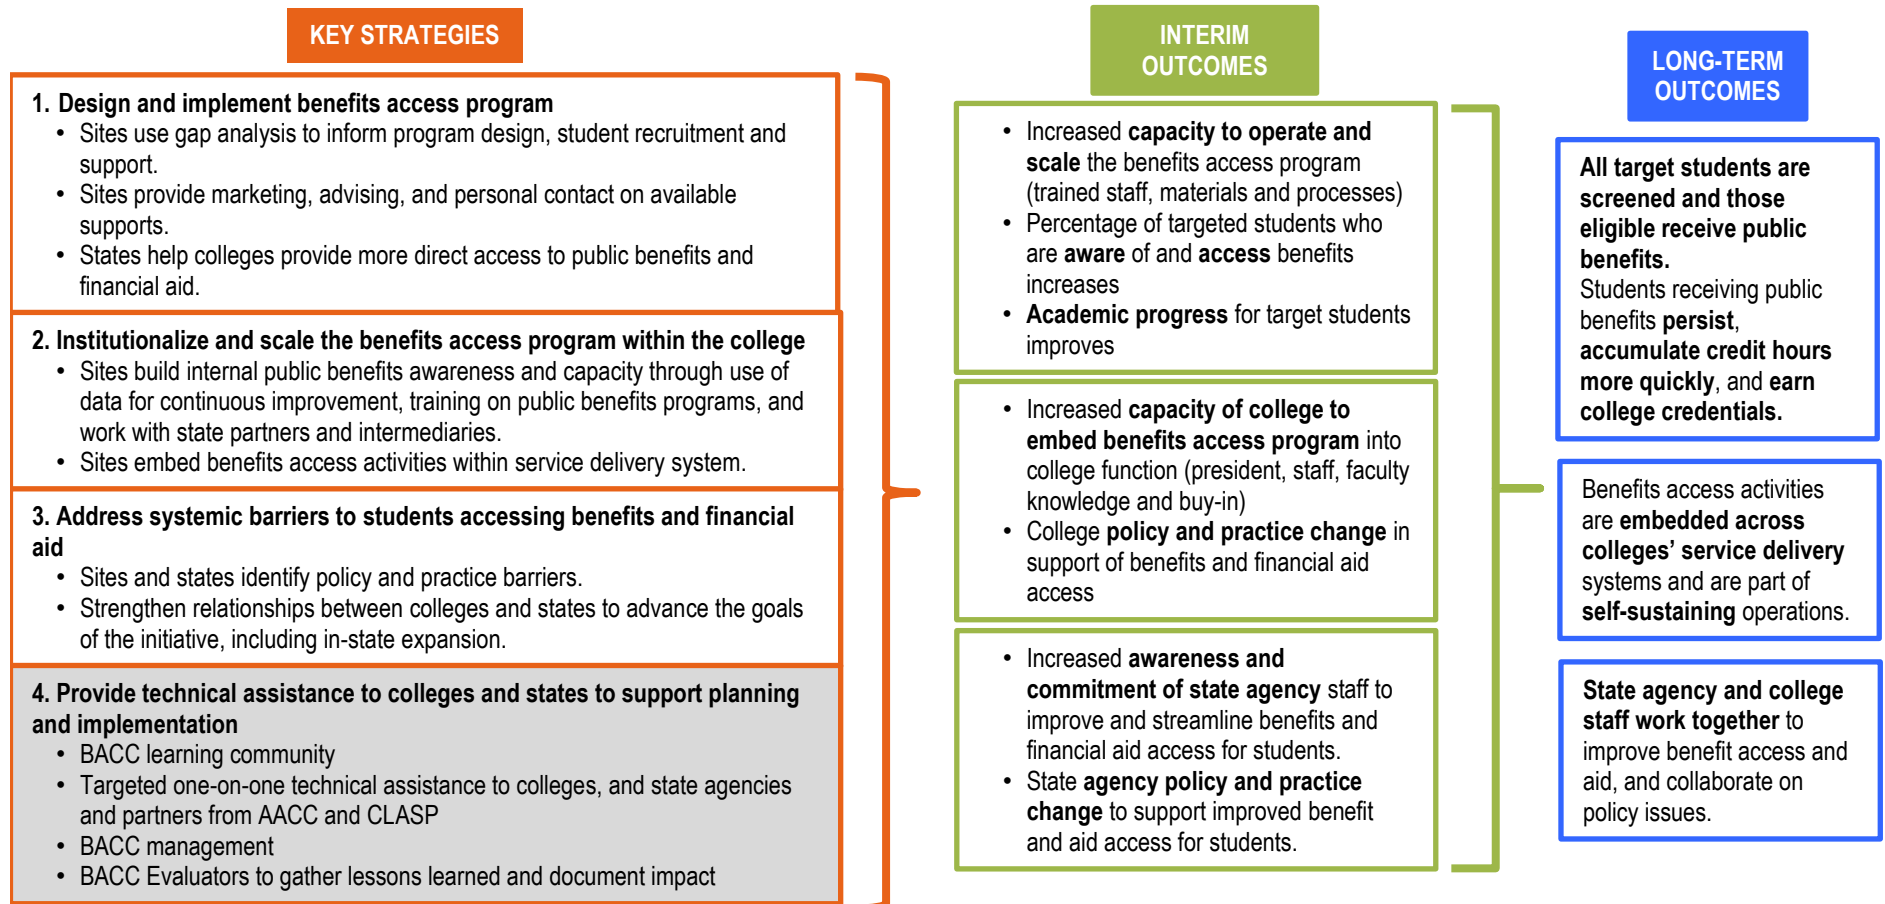 KEY STRATEGIES
1. Design and implement benefits access program
• Sites use gap analysis to inform program design, student recruitment and
support.
• Sites provide marketing, advising, and personal contact on available
supports.
• States help colleges provide more direct access to public benefits and
financial aid.
2. Institutionalize and scale the benefits access program within the college
• Sites build internal public benefits awareness and capacity through use of
data for continuous improvement, training on public benefits programs, and
work with state partners and intermediaries.
• Sites embed benefits access activities within service delivery system.
3. Address systemic barriers to students accessing benefits and financial
aid
• Sites and states identify policy and practice barriers.
• Strengthen relationships between colleges and states to advance the goals
of the initiative, including in-state expansion.
4. Provide technical assistance to colleges and states to support planning
and implementation
• BACC learning community
• Targeted one-on-one technical assistance to colleges, and state agencies
and partners from AACC and CLASP
• BACC management
• BACC Evaluators to gather lessons learned and document impact
INTERIM
OUTCOMES
• Increased capacity to operate and
scale the benefits access program
(trained staff, materials and processes)
• Percentage of targeted students who
are aware of and access benefits
increases
• Academic progress for target students
improves
• Increased capacity of college to
embed benefits access program into
college function (president, staff, faculty
knowledge and buy-in)
• College policy and practice change in
support of benefits and financial aid
access
• Increased awareness and
commitment of state agency staff to
improve and streamline benefits and
financial aid access for students.
• State agency policy and practice
change to support improved benefit
and aid access for students.
LONG-TERM
OUTCOMES
All target students are
screened and those
eligible receive public
benefits.
Students receiving public
benefits persist,
accumulate credit hours
more quickly, and earn
college credentials.
Benefits access activities
are embedded across
colleges’ service delivery
systems and are part of
self-sustaining operations.
State agency and college
staff work together to
improve benefit access and
aid, and collaborate on
policy issues.